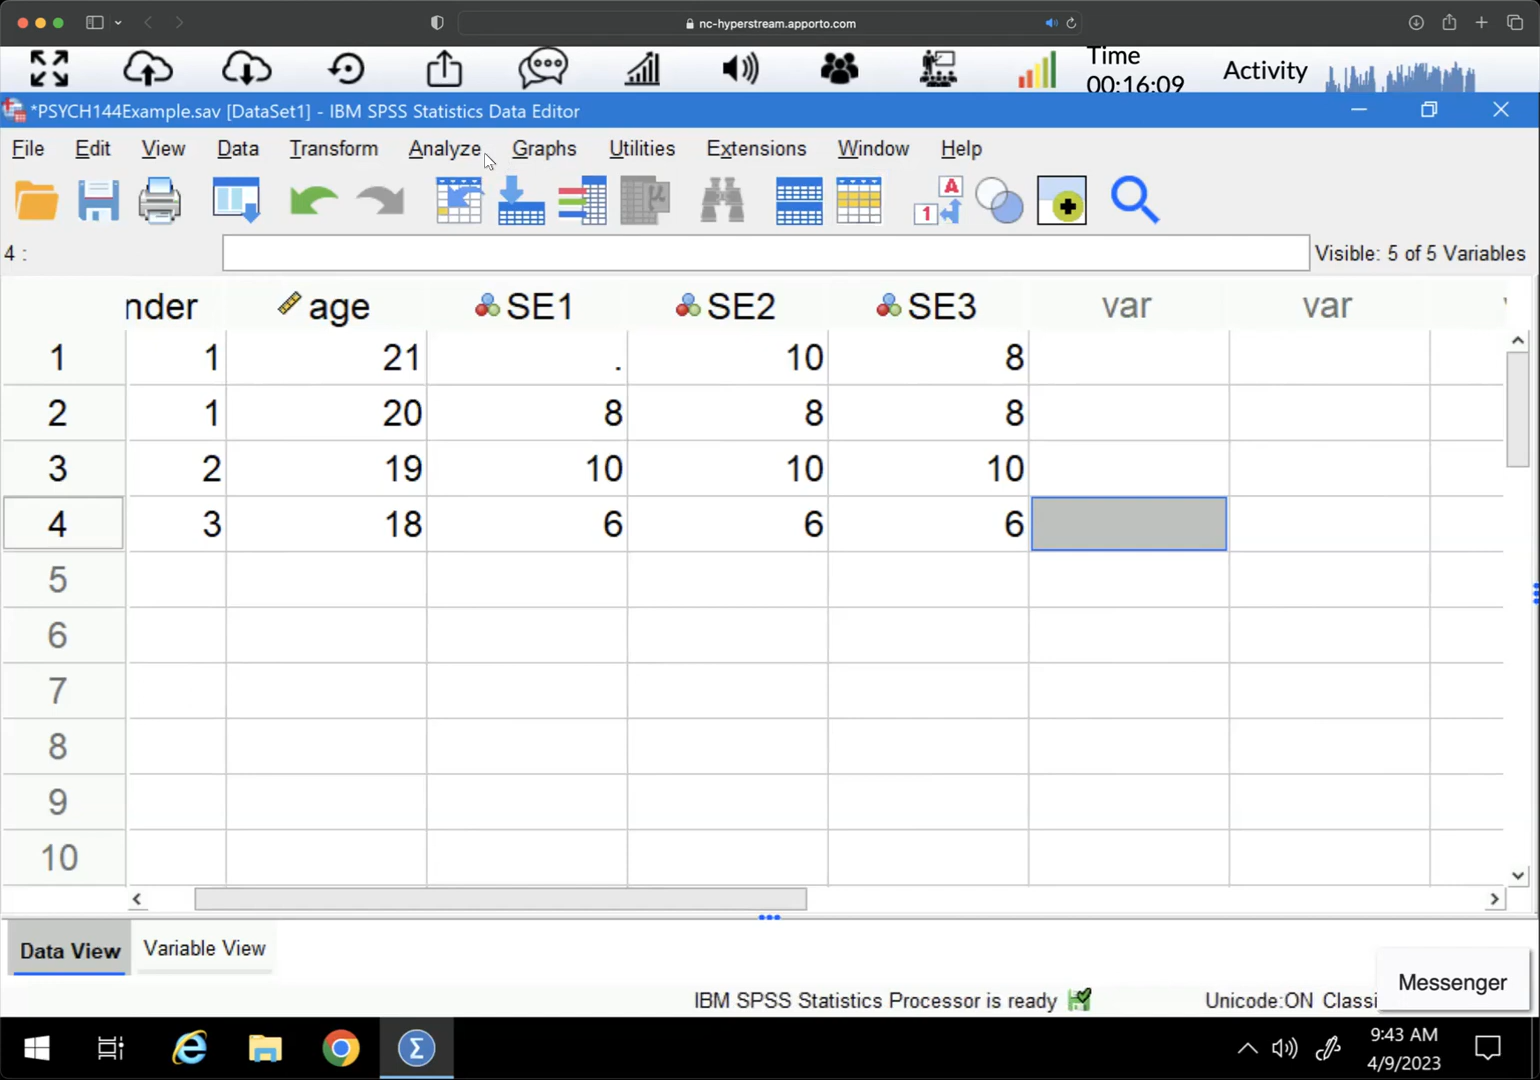 nc-hyperstream.apporto.com
Time
00:16:09
Activity
*PSYCH144Example.sav [DataSet1] - IBM SPSS Statistics Data Editor
File Edit View Data Transform Analyze Graphs Utilities Extensions Window Help
4 :
Visible: 5 of 5 Variables
nder age SE1 SE2 SE3 var var
1 1 21 . 10 8
2 1 20 8 8 8
3 2 19 10 10 10
4 3 18 6 6 6
5
6
7
8
9
10
Data View Variable View
Messenger
IBM SPSS Statistics Processor is ready Unicode:ON Classi
9:43 AM
4/9/2023